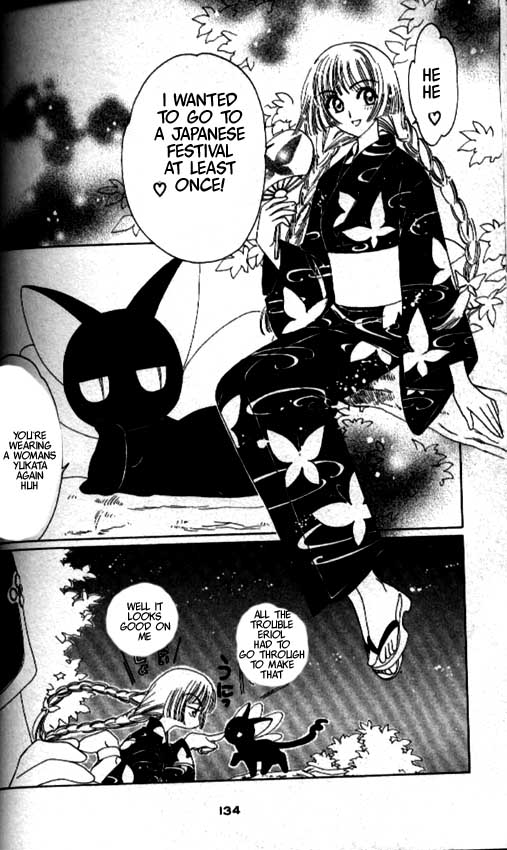 HE
HE
♡
I WANTED
TO GO TO
A JAPANESE
FESTIVAL
AT LEAST
♡ ONCE!
YOU'RE
WEARING
A WOMANS
YUKATA
AGAIN
HUH
WELL IT
LOOKS
GOOD ON
ME
ALL THE
TROUBLE
ERIOL
HAD TO
GO THROUGH
TO MAKE
THAT
134